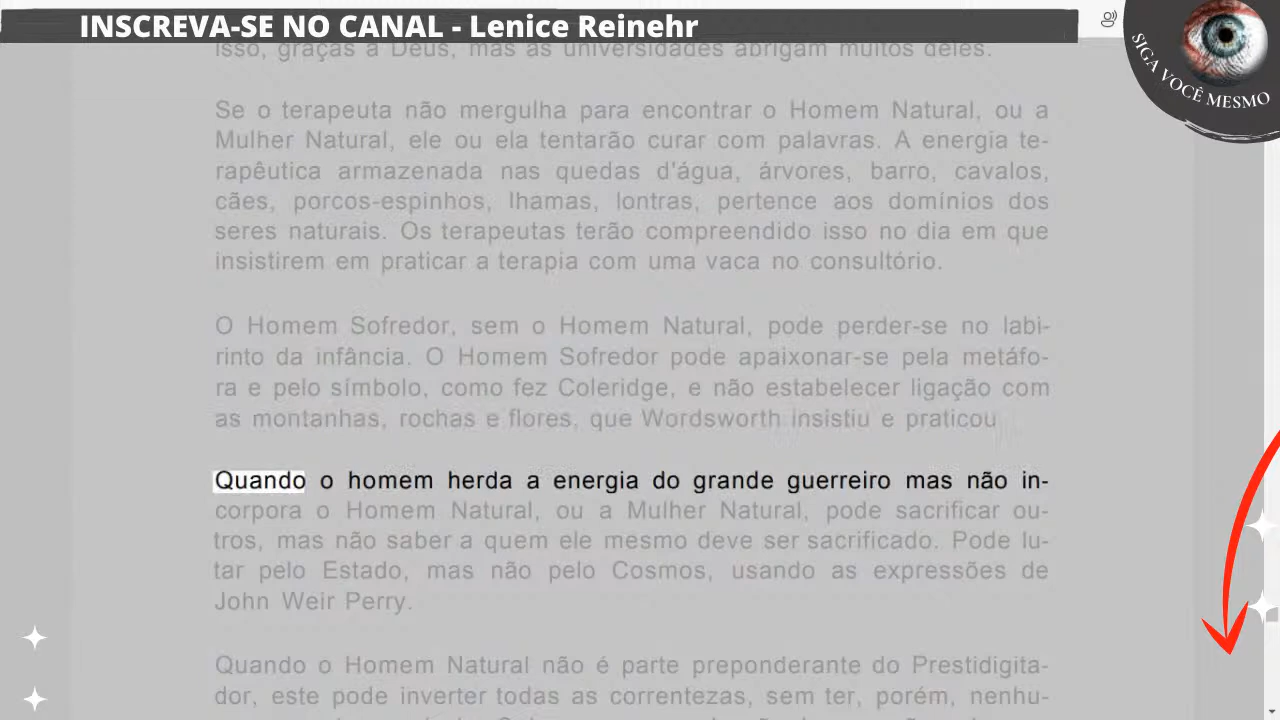 INSCREVA-SE NO CANAL - Lenice Reinehr
SIGA VOCÊ MESMO
isso, graças a Deus, mas as universidades abrigam muitos deles.
Se o terapeuta não mergulha para encontrar o Homem Natural, ou a
Mulher Natural, ele ou ela tentarão curar com palavras. A energia te-
rapêutica armazenada nas quedas d'água, árvores, barro, cavalos,
cães, porcos-espinhos, lhamas, lontras, pertence aos domínios dos
seres naturais. Os terapeutas terão compreendido isso no dia em que
insistirem em praticar a terapia com uma vaca no consultório.
O Homem Sofredor, sem o Homem Natural, pode perder-se no labi-
rinto da infância. O Homem Sofredor pode apaixonar-se pela metáfo-
ra e pelo símbolo, como fez Coleridge, e não estabelecer ligação com
as montanhas, rochas e flores, que Wordsworth insistiu e praticou
Quando o homem herda a energia do grande guerreiro mas não in-
corpora o Homem Natural, ou a Mulher Natural, pode sacrificar ou-
tros, mas não saber a quem ele mesmo deve ser sacrificado. Pode lu-
tar pelo Estado, mas não pelo Cosmos, usando as expressões de
John Weir Perry.
Quando o Homem Natural não é parte preponderante do Prestidigita-
dor, este pode inverter todas as correntezas, sem ter, porém, nenhu-